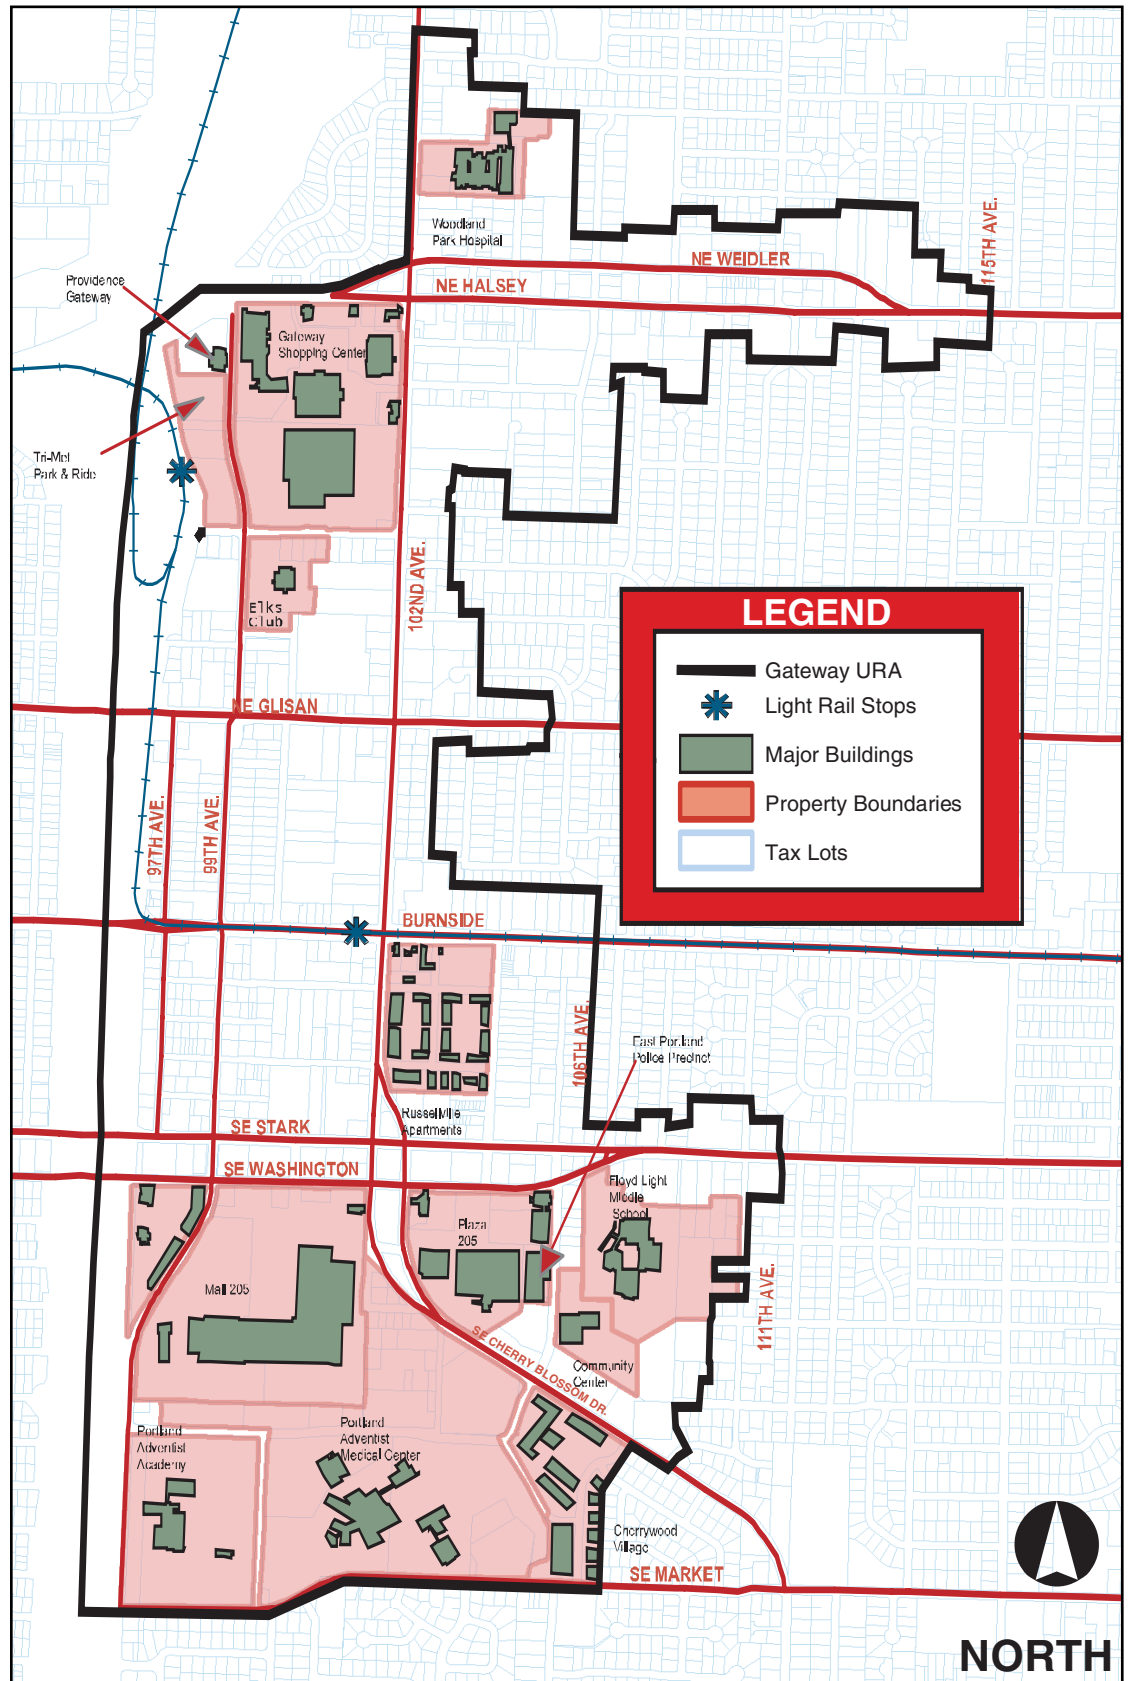 Woodland
Park Hospital
115TH AVE.
NE WEIDLER
NE HALSEY
Providence
Gateway
Gateway
Shopping Center
Tri-Met
Park & Ride
102ND AVE.
Elks
Club
LEGEND
Gateway URA
Light Rail Stops
Major Buildings
Property Boundaries
Tax Lots
NE GLISAN
97TH AVE.
99TH AVE.
BURNSIDE
106TH AVE.
East Portland
Police Precinct
Russellville
Apartments
SE STARK
SE WASHINGTON
Floyd Light
Middle
School
Plaza
205
Mall 205
111TH AVE.
SE CHERRY BLOSSOM DR.
Community
Center
Portland
Adventist
Medical Center
Portland
Adventist
Academy
Cherrywood
Village
SE MARKET
NORTH